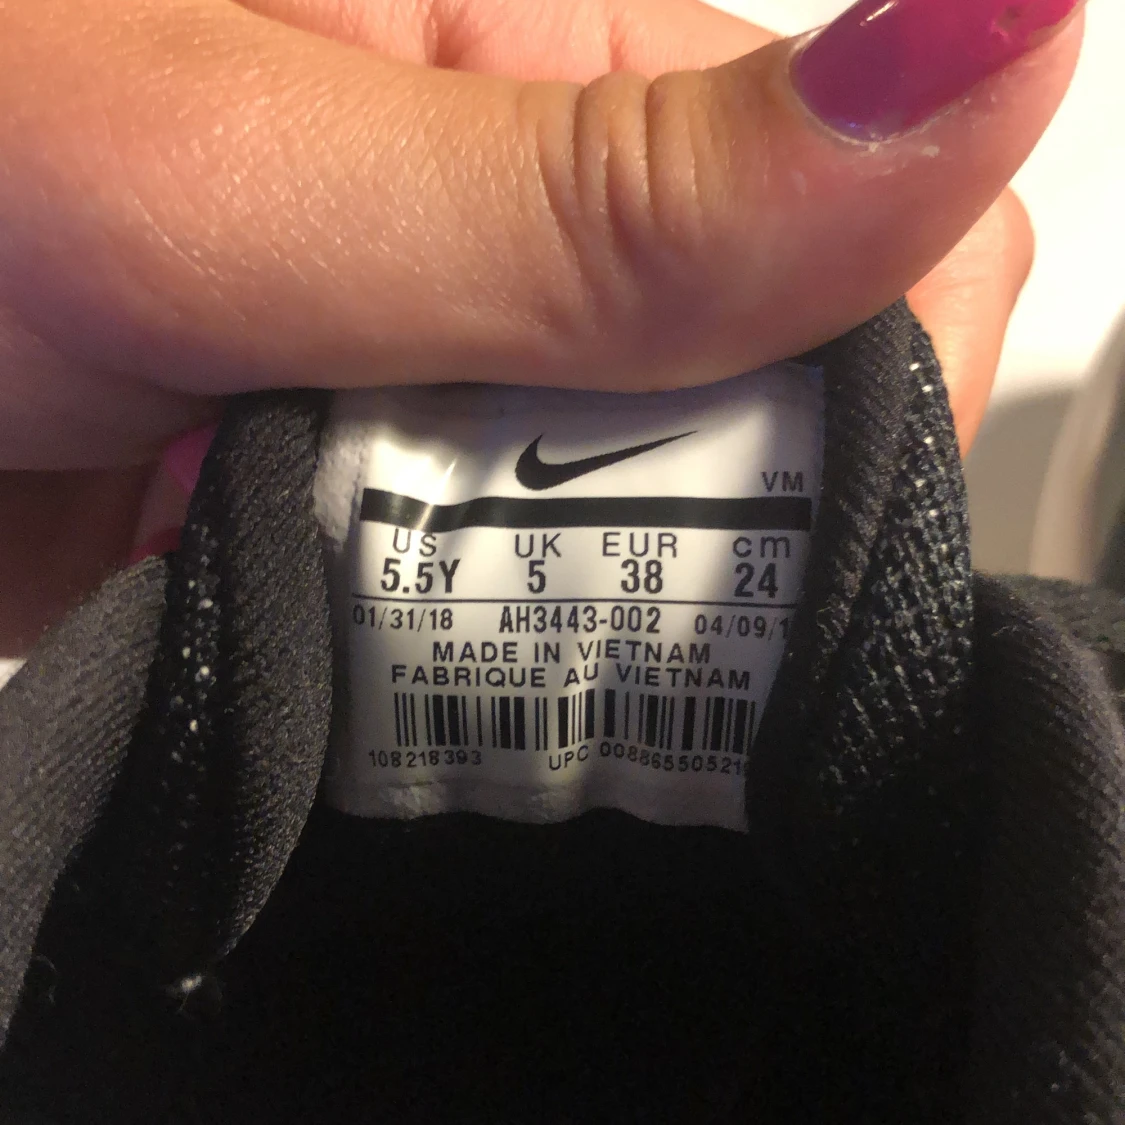 VM
US UK EUR cm
5.5Y 5 38 24
01/31/18 AH3443-002
MADE IN VIETNAM
FABRIQUE AU VIETNAM
108218393 UPC